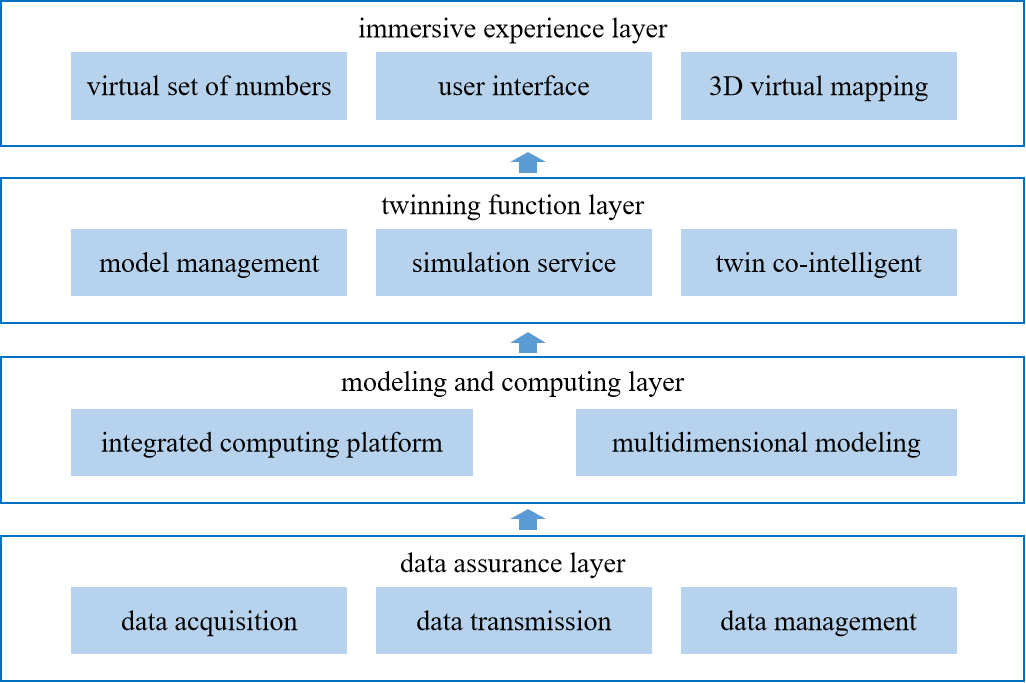 immersive experience layer
virtual set of numbers
user interface
3D virtual mapping
twinning function layer
model management
simulation service
twin co-intelligent
modeling and computing layer
integrated computing platform
multidimensional modeling
data assurance layer
data acquisition
data transmission
data management